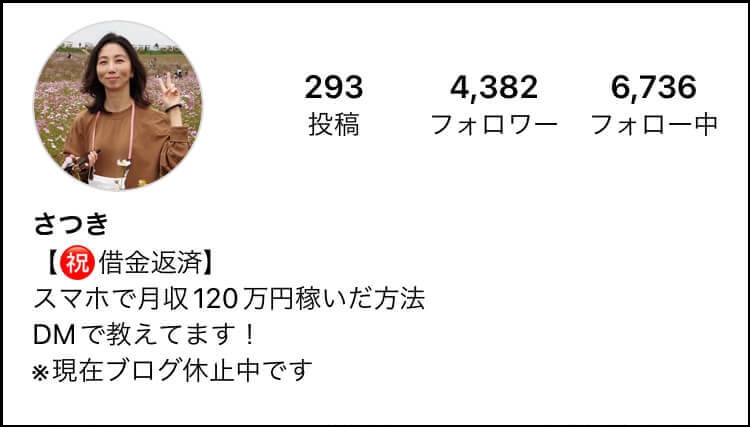 293 4,382 6,736
投稿 フォロワー フォロー中
さつき
【㊗借金返済】
スマホで月収120万円稼いだ方法
DMで教えてます！
※現在ブログ休止中です